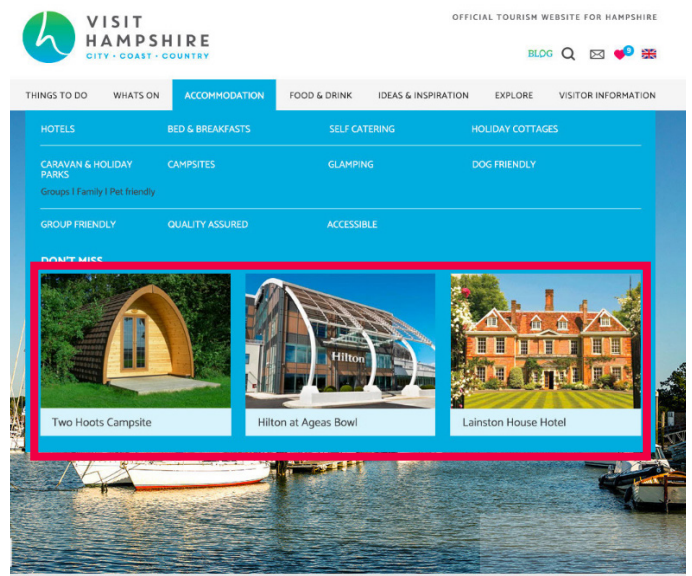 VISIT
HAMPSHIRE
CITY · COAST · COUNTRY
OFFICIAL TOURISM WEBSITE FOR HAMPSHIRE
BLOG
9
THINGS TO DO WHATS ON ACCOMMODATION FOOD & DRINK IDEAS & INSPIRATION EXPLORE VISITOR INFORMATION
HOTELS BED & BREAKFASTS SELF CATERING HOLIDAY COTTAGES
CARAVAN & HOLIDAY PARKS CAMPSITES GLAMPING DOG FRIENDLY
Groups | Family | Pet friendly
GROUP FRIENDLY QUALITY ASSURED ACCESSIBLE
DON'T MISS
Hilton
Two Hoots Campsite Hilton at Ageas Bowl Lainston House Hotel